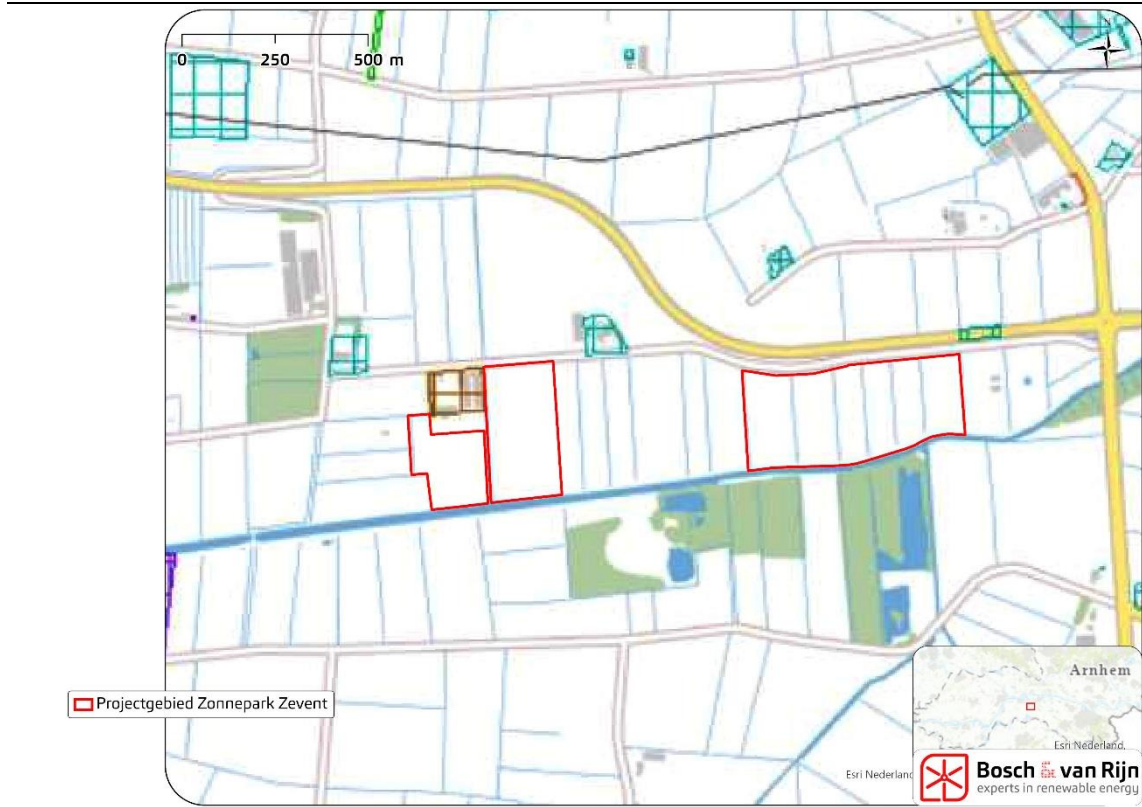 0 250 500 m
Projectgebied Zonnepark Zevent
Arnhem
Esri Nederland,
Esri Nederland
Bosch & van Rijn
experts in renewable energy